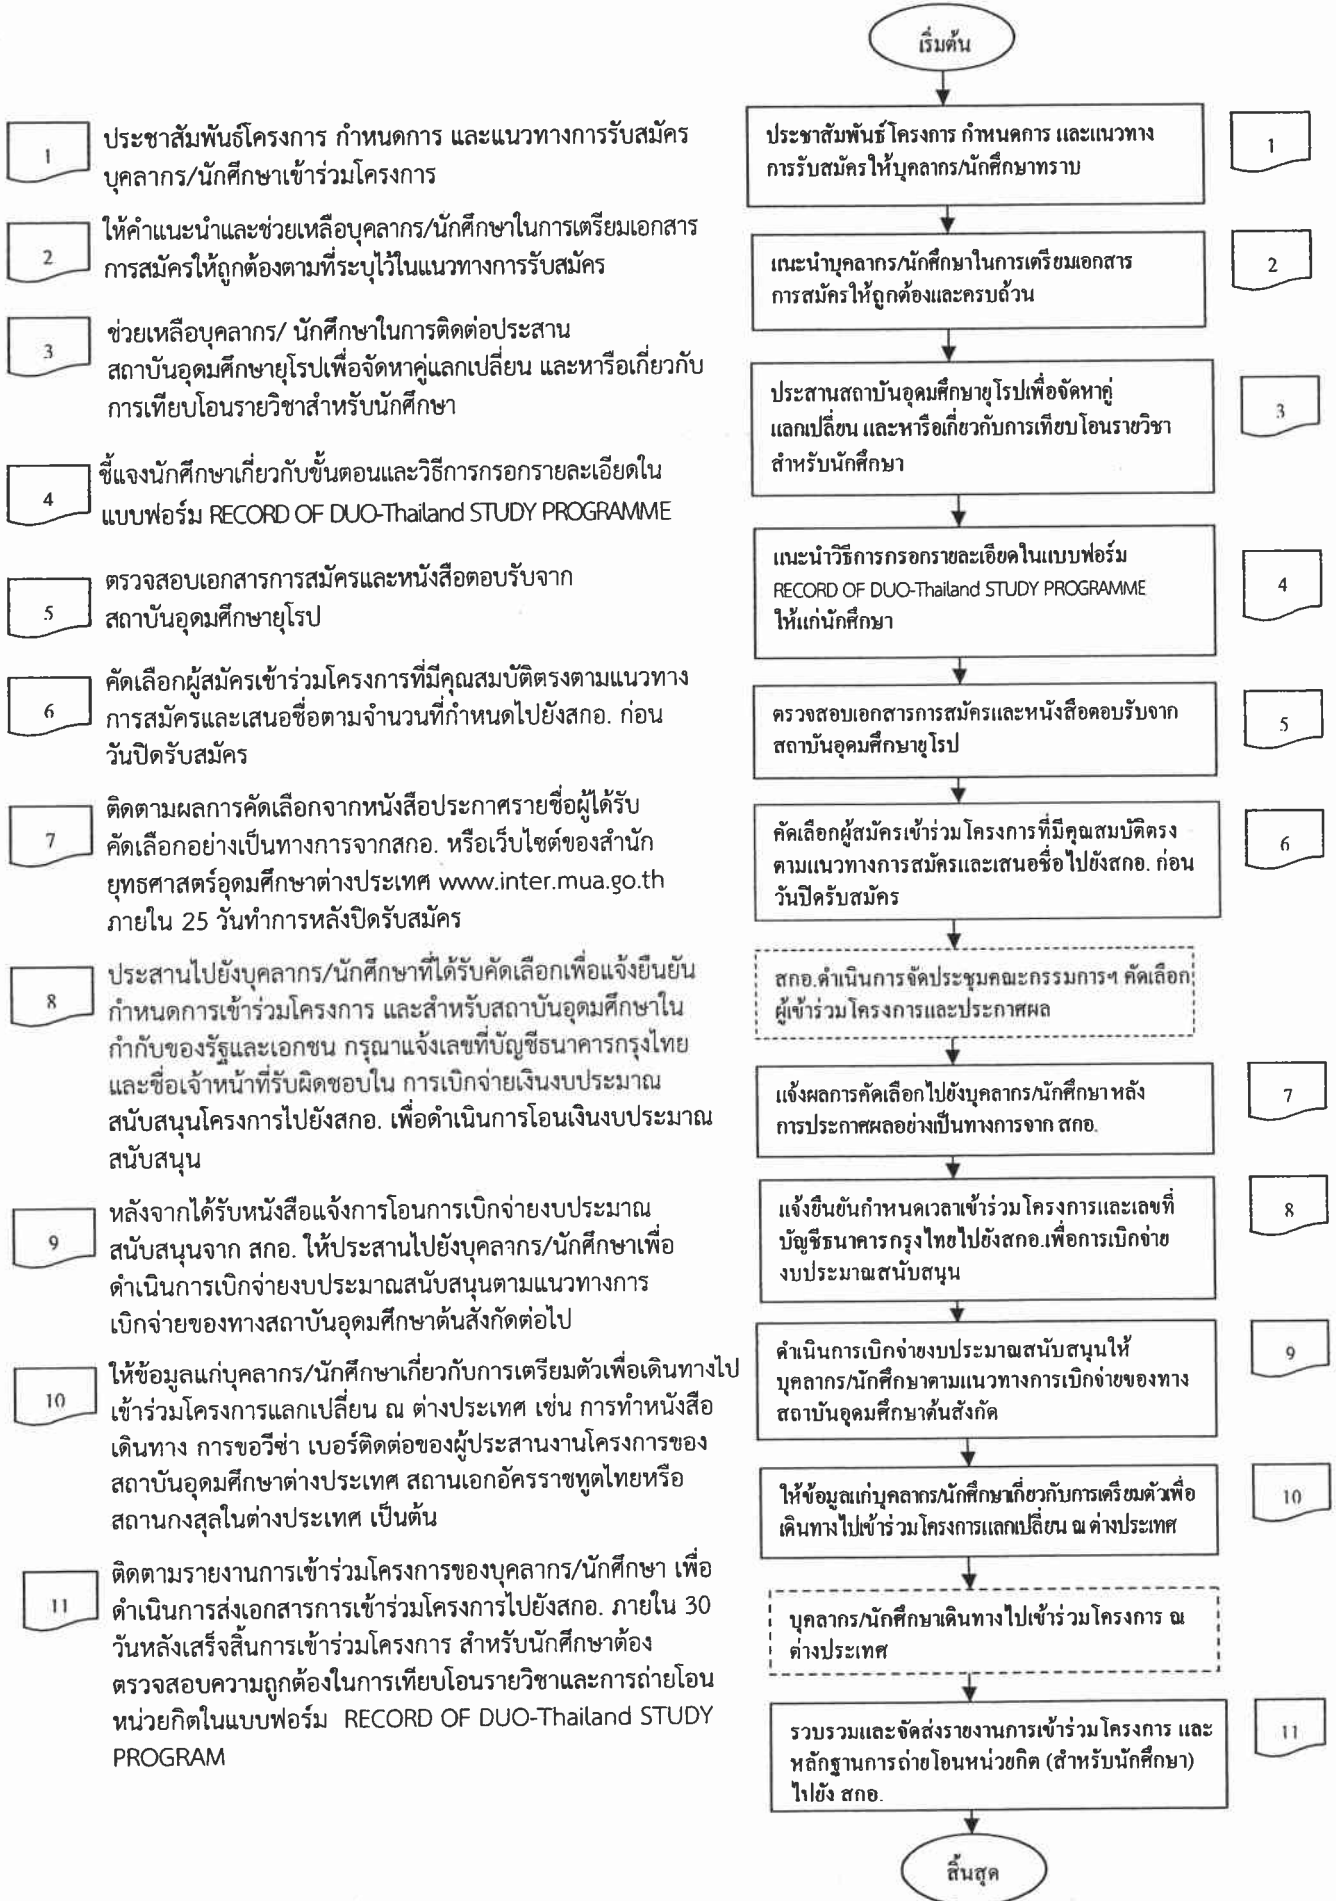 1
ประชาสัมพันธ์โครงการ กำหนดการ และแนวทางการรับสมัคร
บุคลากร/นักศึกษาเข้าร่วมโครงการ
2
ให้คำแนะนำและช่วยเหลือบุคลากร/นักศึกษาในการเตรียมเอกสาร
การสมัครให้ถูกต้องตามที่ระบุไว้ในแนวทางการรับสมัคร
3
ช่วยเหลือบุคลากร/ นักศึกษาในการติดต่อประสาน
สถาบันอุดมศึกษายุโรปเพื่อจัดหาคู่แลกเปลี่ยน และหารือเกี่ยวกับ
การเทียบโอนรายวิชาสำหรับนักศึกษา
4
ชี้แจงนักศึกษาเกี่ยวกับขั้นตอนและวิธีการกรอกรายละเอียดใน
แบบฟอร์ม RECORD OF DUO-Thailand STUDY PROGRAMME
5
ตรวจสอบเอกสารการสมัครและหนังสือตอบรับจาก
สถาบันอุดมศึกษายุโรป
6
คัดเลือกผู้สมัครเข้าร่วมโครงการที่มีคุณสมบัติตรงตามแนวทาง
การสมัครและเสนอชื่อตามจำนวนที่กำหนดไปยังสกอ. ก่อน
วันปิดรับสมัคร
7
ติดตามผลการคัดเลือกจากหนังสือประกาศรายชื่อผู้ได้รับ
คัดเลือกอย่างเป็นทางการจากสกอ. หรือเว็บไซต์ของสำนัก
ยุทธศาสตร์อุดมศึกษาต่างประเทศ www.inter.mua.go.th
ภายใน 25 วันทำการหลังปิดรับสมัคร
8
ประสานไปยังบุคลากร/นักศึกษาที่ได้รับคัดเลือกเพื่อแจ้งยืนยัน
กำหนดการเข้าร่วมโครงการ และสำหรับสถาบันอุดมศึกษาใน
กำกับของรัฐและเอกชน กรุณาแจ้งเลขที่บัญชีธนาคารกรุงไทย
และชื่อเจ้าหน้าที่รับผิดชอบใน การเบิกจ่ายเงินงบประมาณ
สนับสนุนโครงการไปยังสกอ. เพื่อดำเนินการโอนเงินงบประมาณ
สนับสนุน
9
หลังจากได้รับหนังสือแจ้งการโอนการเบิกจ่ายงบประมาณ
สนับสนุนจาก สกอ. ให้ประสานไปยังบุคลากร/นักศึกษาเพื่อ
ดำเนินการเบิกจ่ายงบประมาณสนับสนุนตามแนวทางการ
เบิกจ่ายของทางสถาบันอุดมศึกษาต้นสังกัดต่อไป
10
ให้ข้อมูลแก่บุคลากร/นักศึกษาเกี่ยวกับการเตรียมตัวเพื่อเดินทางไป
เข้าร่วมโครงการแลกเปลี่ยน ณ ต่างประเทศ เช่น การทำหนังสือ
เดินทาง การขอวีซ่า เบอร์ติดต่อของผู้ประสานงานโครงการของ
สถาบันอุดมศึกษาต่างประเทศ สถานเอกอัครราชทูตไทยหรือ
สถานกงสุลในต่างประเทศ เป็นต้น
11
ติดตามรายงานการเข้าร่วมโครงการของบุคลากร/นักศึกษา เพื่อ
ดำเนินการส่งเอกสารการเข้าร่วมโครงการไปยังสกอ. ภายใน 30
วันหลังเสร็จสิ้นการเข้าร่วมโครงการ สำหรับนักศึกษาต้อง
ตรวจสอบความถูกต้องในการเทียบโอนรายวิชาและการถ่ายโอน
หน่วยกิตในแบบฟอร์ม RECORD OF DUO-Thailand STUDY
PROGRAM
เริ่มต้น
ประชาสัมพันธ์โครงการ กำหนดการ และแนวทาง
การรับสมัครให้บุคลากร/นักศึกษาทราบ
1
แนะนำบุคลากร/นักศึกษาในการเตรียมเอกสาร
การสมัครให้ถูกต้องและครบถ้วน
2
ประสานสถาบันอุดมศึกษายุโรปเพื่อจัดหาคู่
แลกเปลี่ยน และหารือเกี่ยวกับการเทียบโอนรายวิชา
สำหรับนักศึกษา
3
แนะนำวิธีการกรอกรายละเอียดในแบบฟอร์ม
RECORD OF DUO-Thailand STUDY PROGRAMME
ให้แก่นักศึกษา
4
ตรวจสอบเอกสารการสมัครและหนังสือตอบรับจาก
สถาบันอุดมศึกษายุโรป
5
คัดเลือกผู้สมัครเข้าร่วมโครงการที่มีคุณสมบัติตรง
ตามแนวทางการสมัครและเสนอชื่อไปยังสกอ. ก่อน
วันปิดรับสมัคร
6
สกอ.ดำเนินการจัดประชุมคณะกรรมการฯ คัดเลือก
ผู้เข้าร่วมโครงการและประกาศผล
แจ้งผลการคัดเลือกไปยังบุคลากร/นักศึกษา หลัง
การประกาศผลอย่างเป็นทางการจาก สกอ.
7
แจ้งยืนยันกำหนดเวลาเข้าร่วมโครงการและเลขที่
บัญชีธนาคารกรุงไทยไปยังสกอ.เพื่อการเบิกจ่าย
งบประมาณสนับสนุน
8
ดำเนินการเบิกจ่ายงบประมาณสนับสนุนให้
บุคลากร/นักศึกษาตามแนวทางการเบิกจ่ายของทาง
สถาบันอุดมศึกษาต้นสังกัด
9
ให้ข้อมูลแก่บุคลากร/นักศึกษาเกี่ยวกับการเตรียมตัวเพื่อ
เดินทางไปเข้าร่วมโครงการแลกเปลี่ยน ณ ต่างประเทศ
10
บุคลากร/นักศึกษาเดินทางไปเข้าร่วมโครงการ ณ
ต่างประเทศ
รวบรวมและจัดส่งรายงานการเข้าร่วมโครงการ และ
หลักฐานการถ่ายโอนหน่วยกิต (สำหรับนักศึกษา)
ไปยัง สกอ.
11
สิ้นสุด